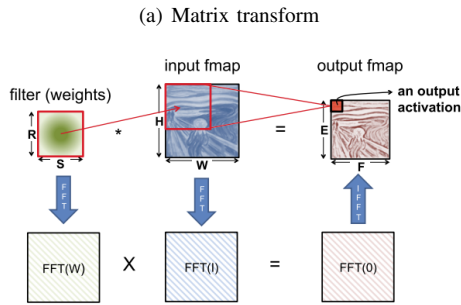 (a) Matrix transform
input fmap
output fmap
filter (weights)
an output
activation
R
*
H
=
E
S
W
F
FFT
FFT
IFFT
FFT(W)
X
FFT(I)
=
FFT(0)